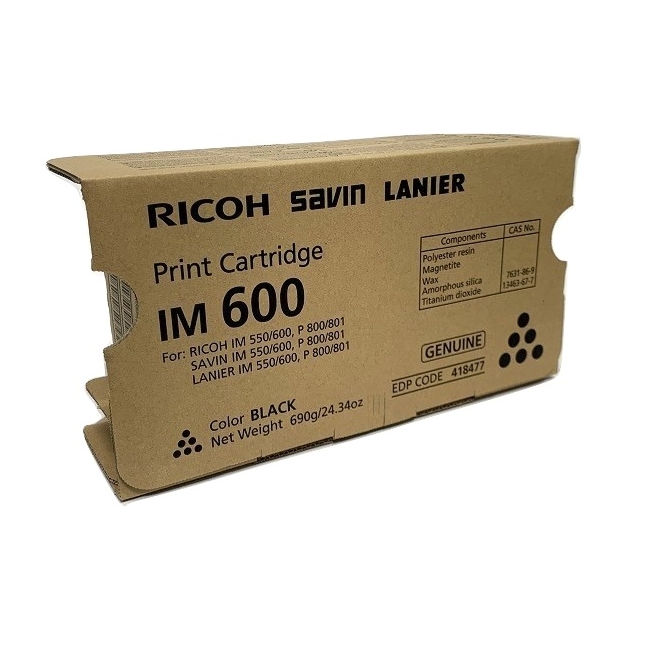 RICOH savin LANIER
Print Cartridge
IM 600
For: RICOH IM 550/600, P 800/801
SAVIN IM 550/600, P 800/801
LANIER IM 550/600, P 800/801
Color BLACK
Net Weight 690g/24.34oz
Components CAS No.
Polyester resin
Magnetite
Wax
Amorphous silica 7631-86-9
Titanium dioxide 13463-67-7
GENUINE
EDP CODE 418477